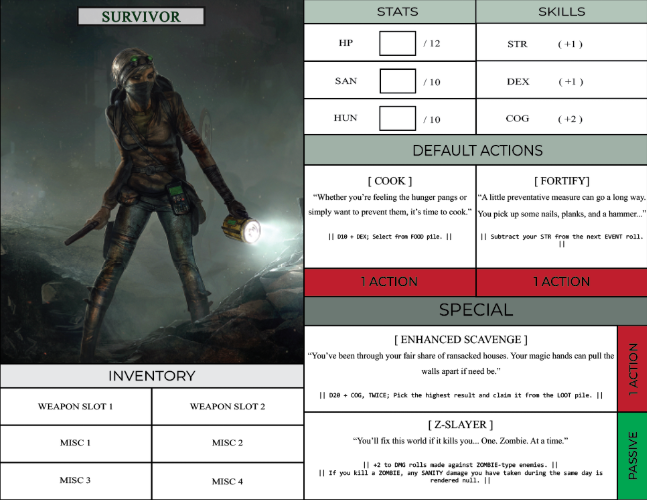 SURVIVOR
STATS
SKILLS
HP / 12
STR ( +1 )
SAN / 10
DEX ( +1 )
HUN / 10
COG ( +2 )
DEFAULT ACTIONS
[ COOK ]
“Whether you’re feeling the hunger pangs or
simply want to prevent them, it’s time to cook.”
|| D10 + DEX; Select from FOOD pile. ||
1 ACTION
[ FORTIFY]
“A little preventative measure can go a long way.
You pick up some nails, planks, and a hammer...”
|| Subtract your STR from the next EVENT roll.
||
1 ACTION
SPECIAL
[ ENHANCED SCAVENGE ]
“You’ve been through your fair share of ransacked houses. Your magic hands can pull the
walls apart if need be.”
|| D20 + COG, TWICE; Pick the highest result and claim it from the LOOT pile. ||
1 ACTION
[ Z-SLAYER ]
“You’ll fix this world if it kills you... One. Zombie. At a time.”
|| +2 to DMG rolls made against ZOMBIE-type enemies. ||
|| If you kill a ZOMBIE, any SANITY damage you have taken during the same day is
rendered null. ||
PASSIVE
INVENTORY
WEAPON SLOT 1
WEAPON SLOT 2
MISC 1
MISC 2
MISC 3
MISC 4